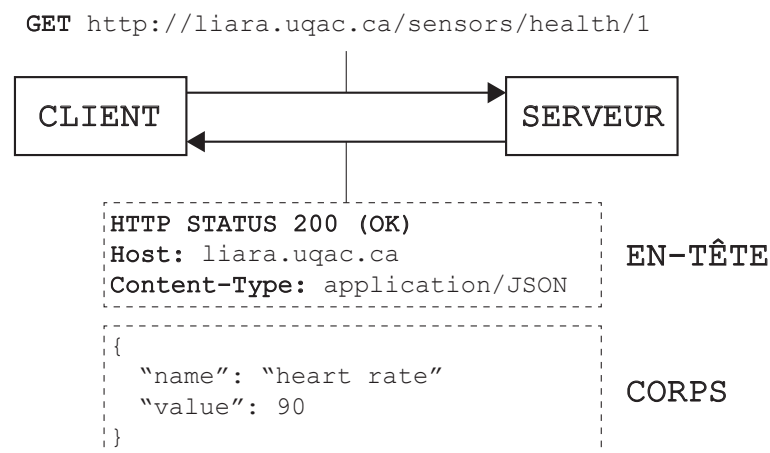 GET http://liara.uqac.ca/sensors/health/1
CLIENT
SERVEUR
HTTP STATUS 200 (OK)
Host: liara.uqac.ca
Content-Type: application/JSON
EN-TÊTE
{
“name”: “heart rate”
“value”: 90
}
CORPS